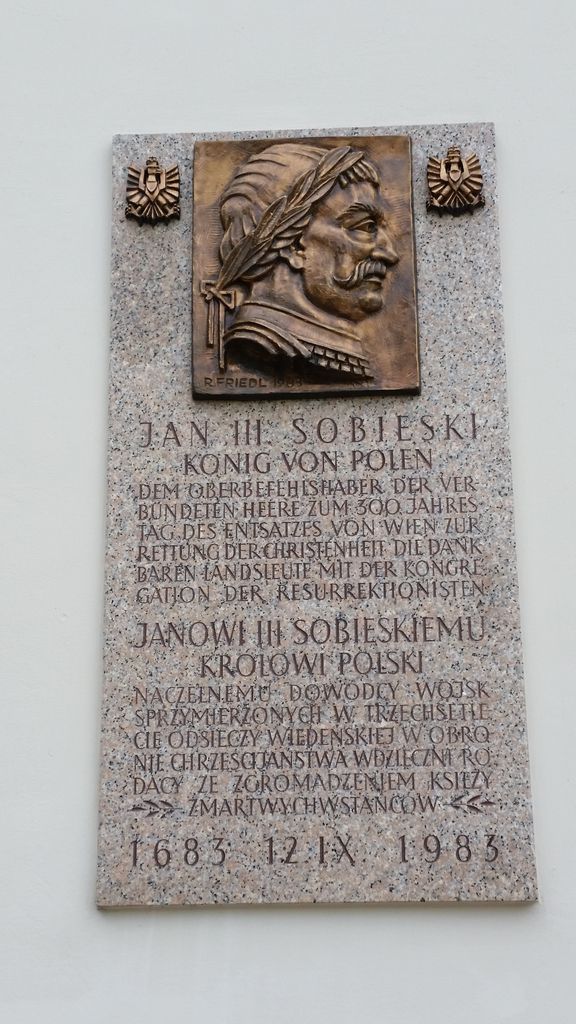 R. FRIEDL 1983
JAN III. SOBIESKI
KÖNIG VON POLEN
DEM OBERBEFEHLSHABER DER VER
BÜNDETEN HEERE ZUM 300. JAHRES
TAG DES ENTSATZES VON WIEN ZUR
RETTUNG DER CHRISTENHEIT DIE DANK
BAREN LANDSLEUTE MIT DER KONGRE
GATION DER RESURREKTIONISTEN
JANOWI III SOBIESKIEMU
KRÓLOWI POLSKI
NACZELNEMU DOWÓDCY WOJSK
SPRZYMIERZONYCH W TRZECHSETLE
CIE ODSIECZY WIEDEŃSKIEJ W OBRO
NIE CHRZEŚCIJAŃSTWA WDZIĘCZNI RO
DACY ZE ZGROMADZENIEM KSIĘŻY
ZMARTWYCHWSTAŃCÓW
1683 12.IX 1983